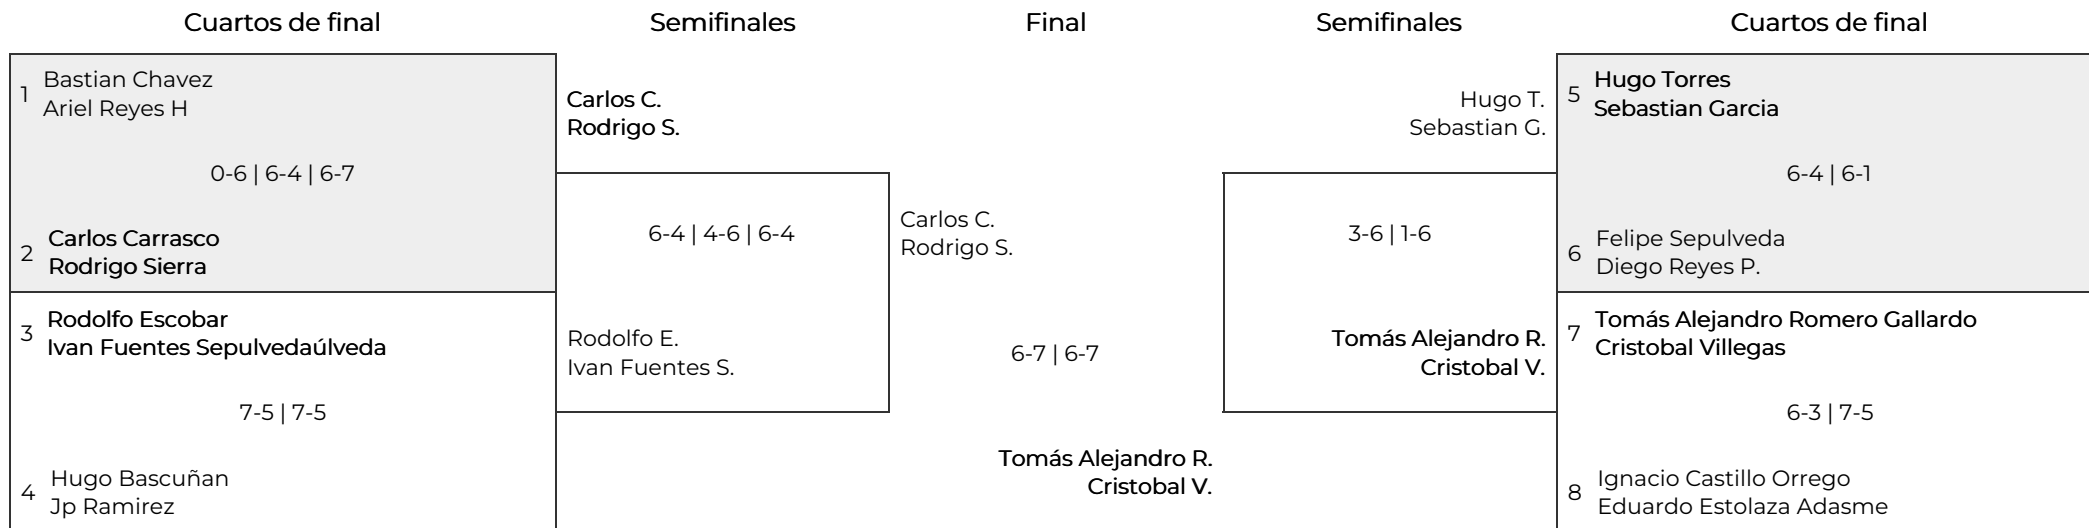 Cuartos de final
Semifinales
Final
Semifinales
Cuartos de final
1
Bastian Chavez
Ariel Reyes H
0-6 | 6-4 | 6-7
2
Carlos Carrasco
Rodrigo Sierra
3
Rodolfo Escobar
Ivan Fuentes Sepulvedaúlveda
7-5 | 7-5
4
Hugo Bascuñan
Jp Ramirez
Carlos C.
Rodrigo S.
6-4 | 4-6 | 6-4
Rodolfo E.
Ivan Fuentes S.
Carlos C.
Rodrigo S.
6-7 | 6-7
Tomás Alejandro R.
Cristobal V.
Hugo T.
Sebastian G.
3-6 | 1-6
Tomás Alejandro R.
Cristobal V.
5
Hugo Torres
Sebastian Garcia
6-4 | 6-1
6
Felipe Sepulveda
Diego Reyes P.
7
Tomás Alejandro Romero Gallardo
Cristobal Villegas
6-3 | 7-5
8
Ignacio Castillo Orrego
Eduardo Estolaza Adasme